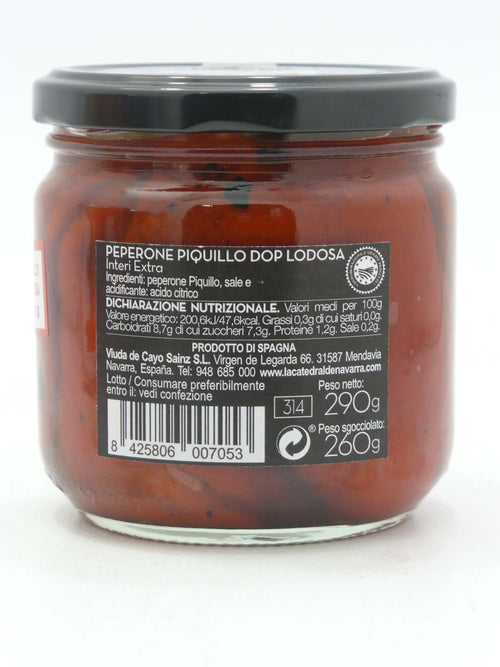 PEPERONE PIQUILLO DOP LODOSA
Interi Extra
Ingredienti: peperone Piquillo, sale e
acidificante: acido citrico
DICHIARAZIONE NUTRIZIONALE. Valori medi per 100g
Valore energetico: 200,6kJ/47,6kcal. Grassi 0,3g di cui saturi 0,0g.
Carboidrati 8,7g di cui zuccheri 7,3g. Proteine 1,2g. Sale 0,2g.
PRODOTTO DI SPAGNA
Viuda de Cayo Sainz S.L. Virgen de Legarda 66. 31587 Mendavia
Navarra, España. Tel: 948 685 000 www.lacatedraldenavarra.com
Lotto / Consumare preferibilmente
entro il: vedi confezione
Peso netto:
314 290g
® Peso sgocciolato:
260g
8 425806 007053